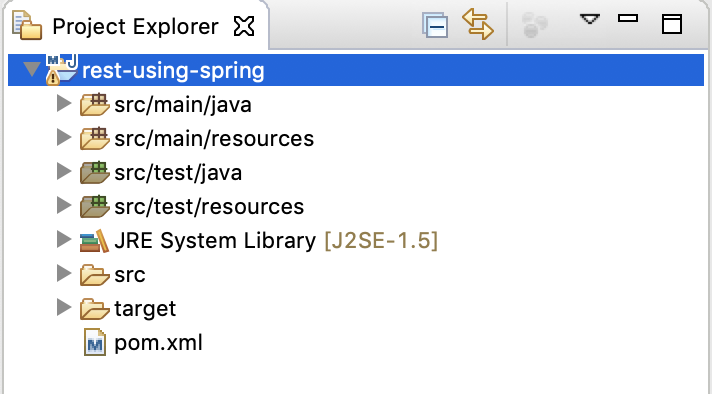 Project Explorer
rest-using-spring
src/main/java
src/main/resources
src/test/java
src/test/resources
JRE System Library [J2SE-1.5]
src
target
pom.xml